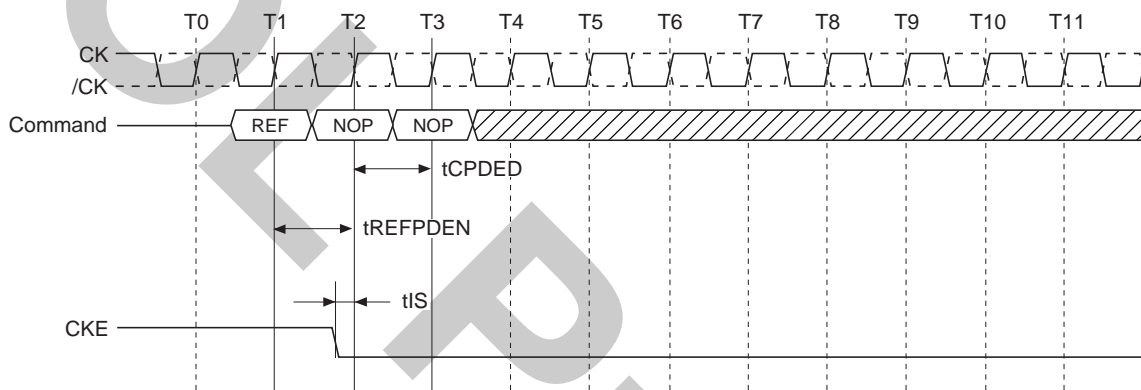 T0 T1 T2 T3 T4 T5 T6 T7 T8 T9 T10 T11
CK
/CK
Command REF NOP NOP
tCPDED
tREFPDEN
tIS
CKE